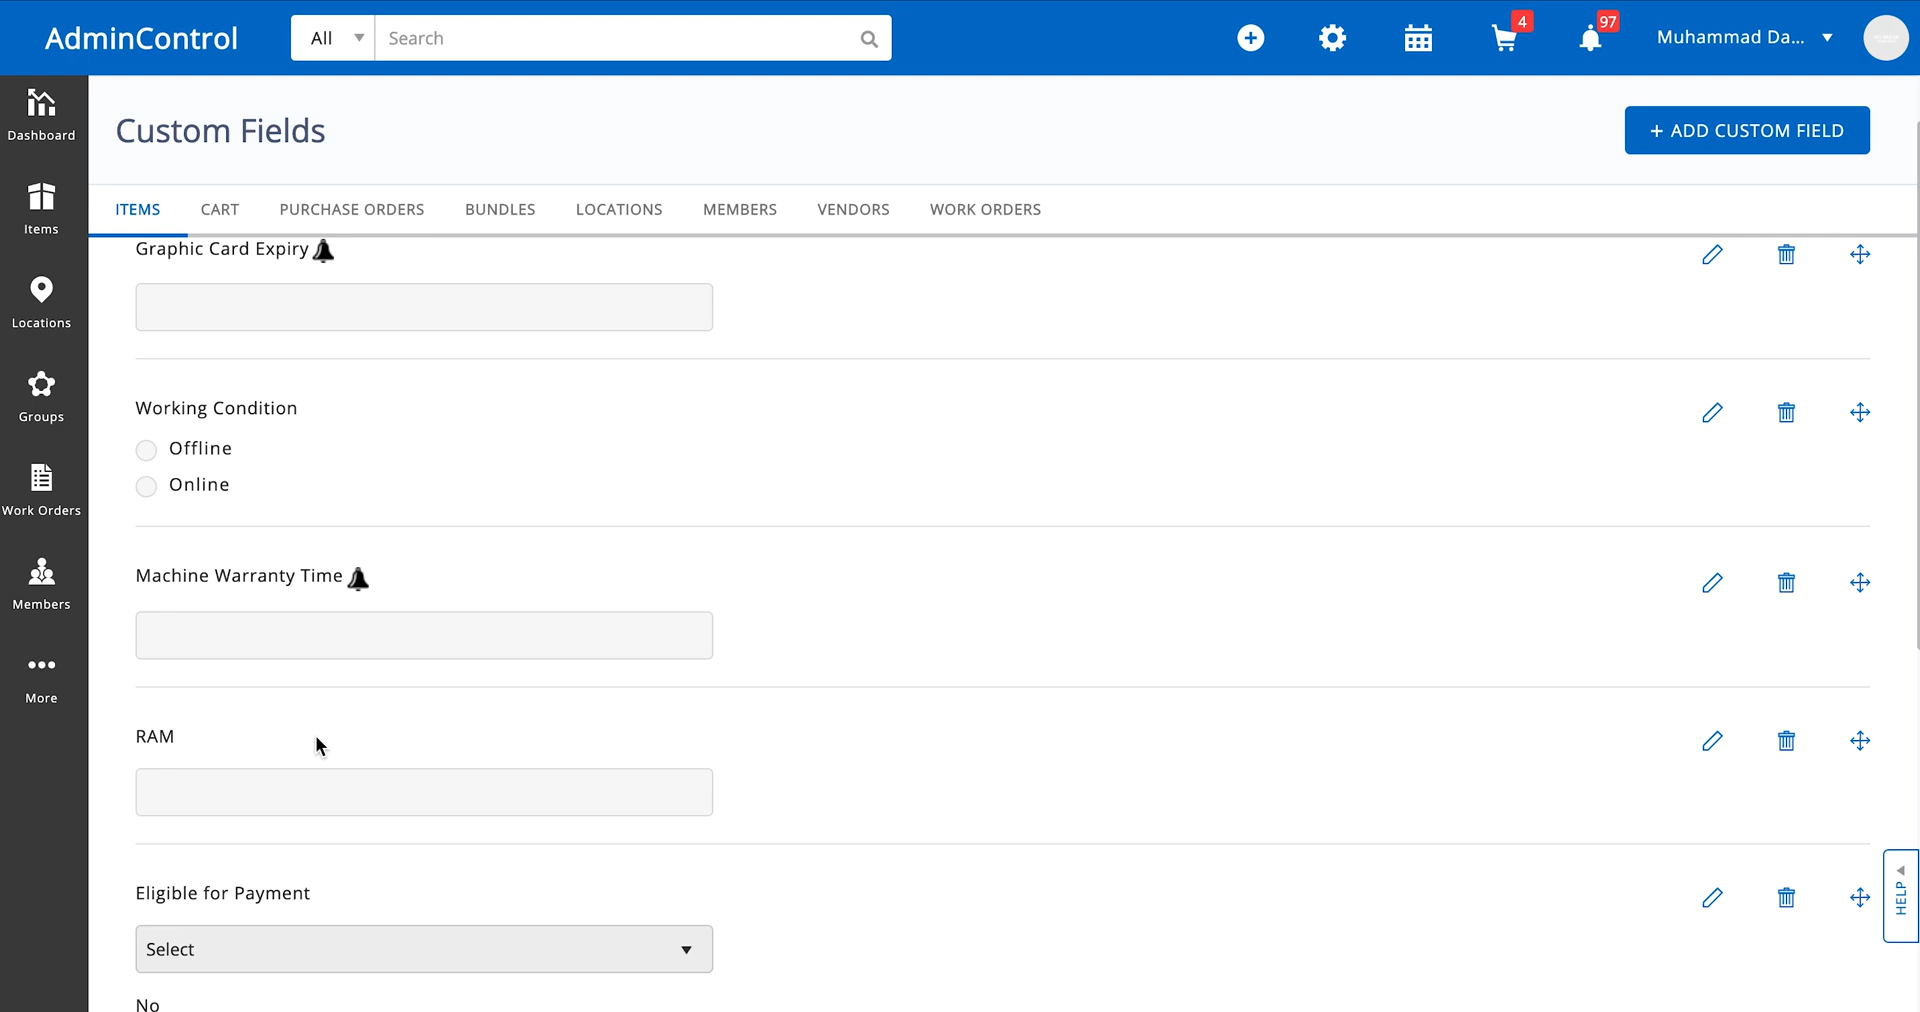 AdminControl
All
Search
4
97
Muhammad Da...
Dashboard
Items
Locations
Groups
Work Orders
Members
More
Custom Fields
+ ADD CUSTOM FIELD
ITEMS
CART
PURCHASE ORDERS
BUNDLES
LOCATIONS
MEMBERS
VENDORS
WORK ORDERS
Graphic Card Expiry
Working Condition
Offline
Online
Machine Warranty Time
RAM
Eligible for Payment
Select
No
HELP